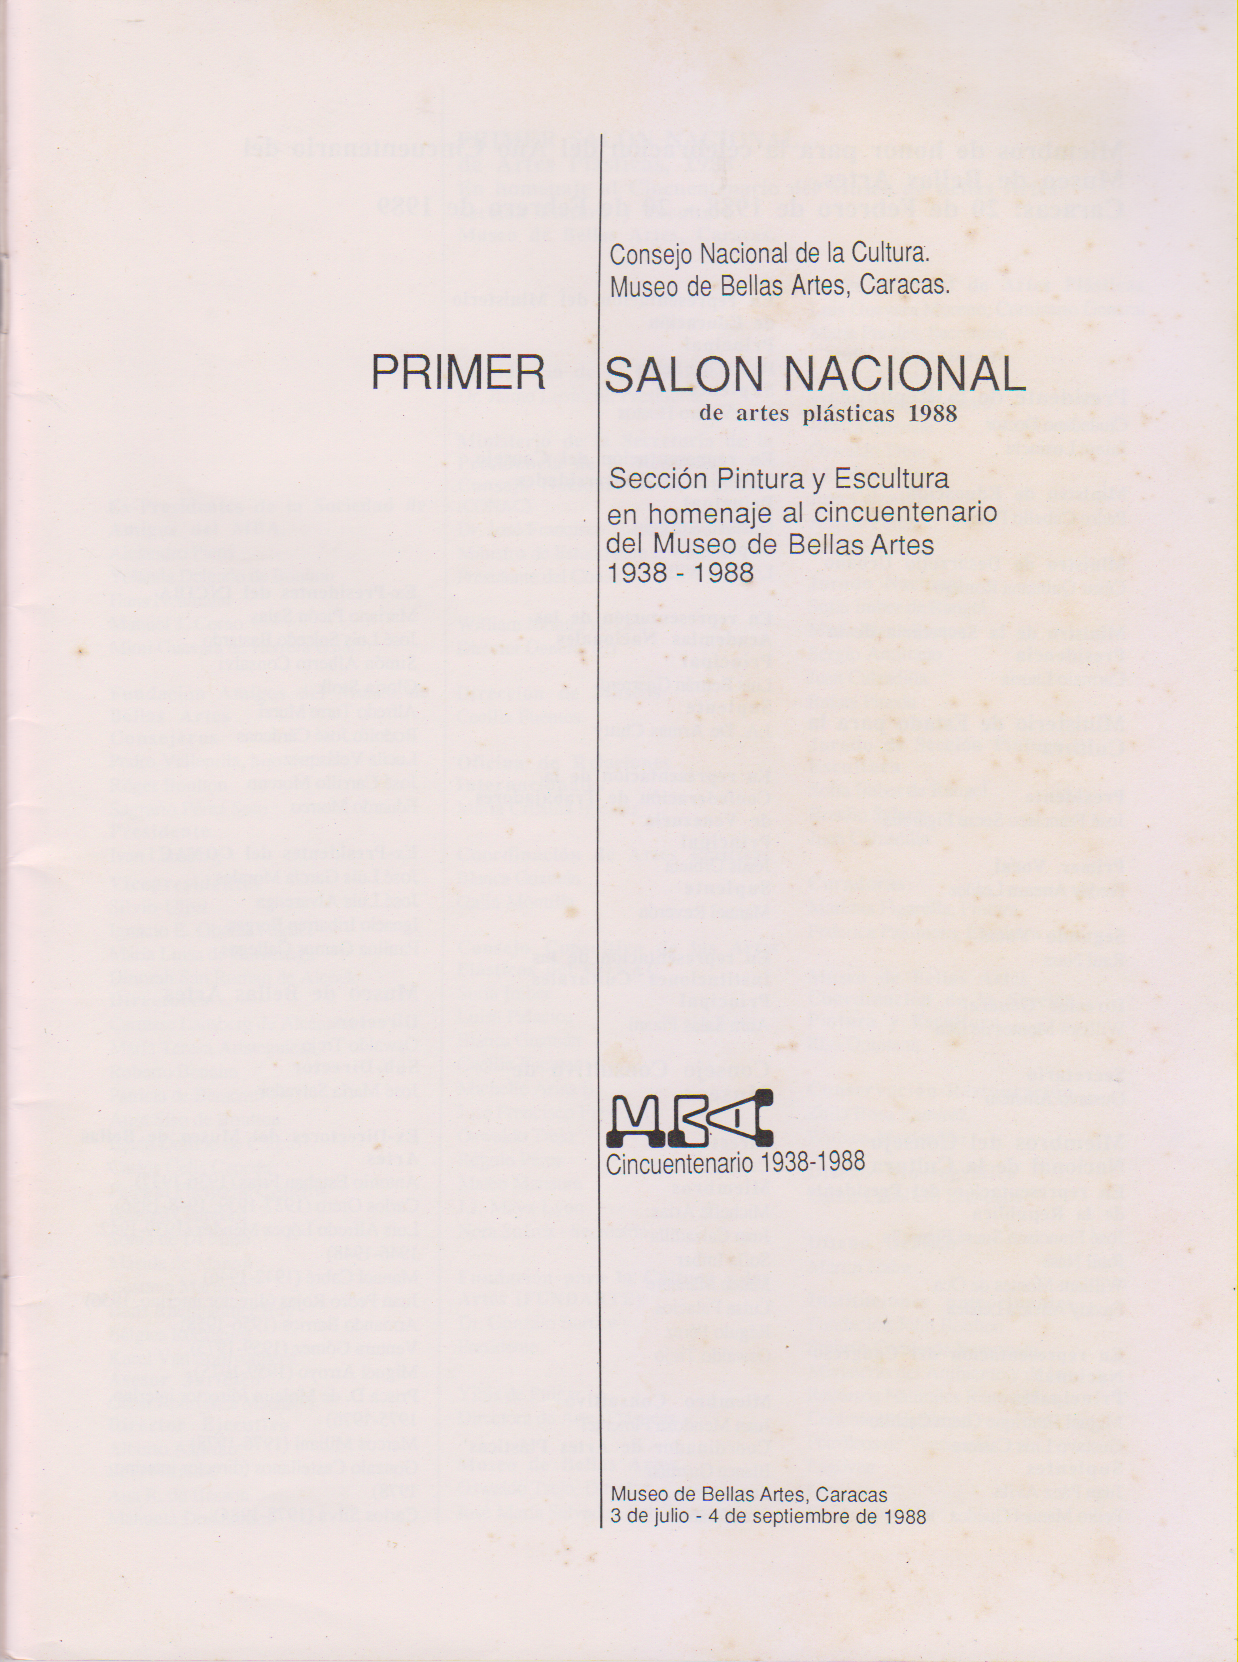 Consejo Nacional de la Cultura.
Museo de Bellas Artes, Caracas.
PRIMER SALON NACIONAL
de artes plásticas 1988
Sección Pintura y Escultura
en homenaje al cincuentenario
del Museo de Bellas Artes
1938 - 1988
MBA
Cincuentenario 1938-1988
Museo de Bellas Artes, Caracas
3 de julio - 4 de septiembre de 1988